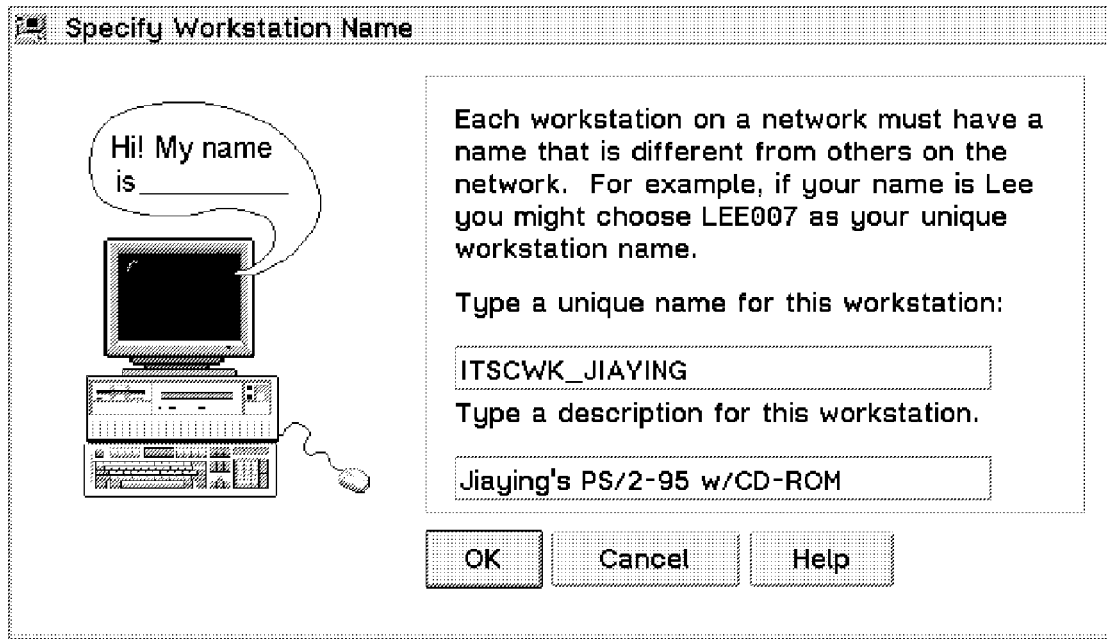 Specify Workstation Name
Hi! My name
is__________
Each workstation on a network must have a
name that is different from others on the
network.  For example, if your name is Lee
you might choose LEE007 as your unique
workstation name.
Type a unique name for this workstation:
ITSCWK_JIAYING
Type a description for this workstation.
Jiaying's PS/2-95 w/CD-ROM
OK Cancel Help